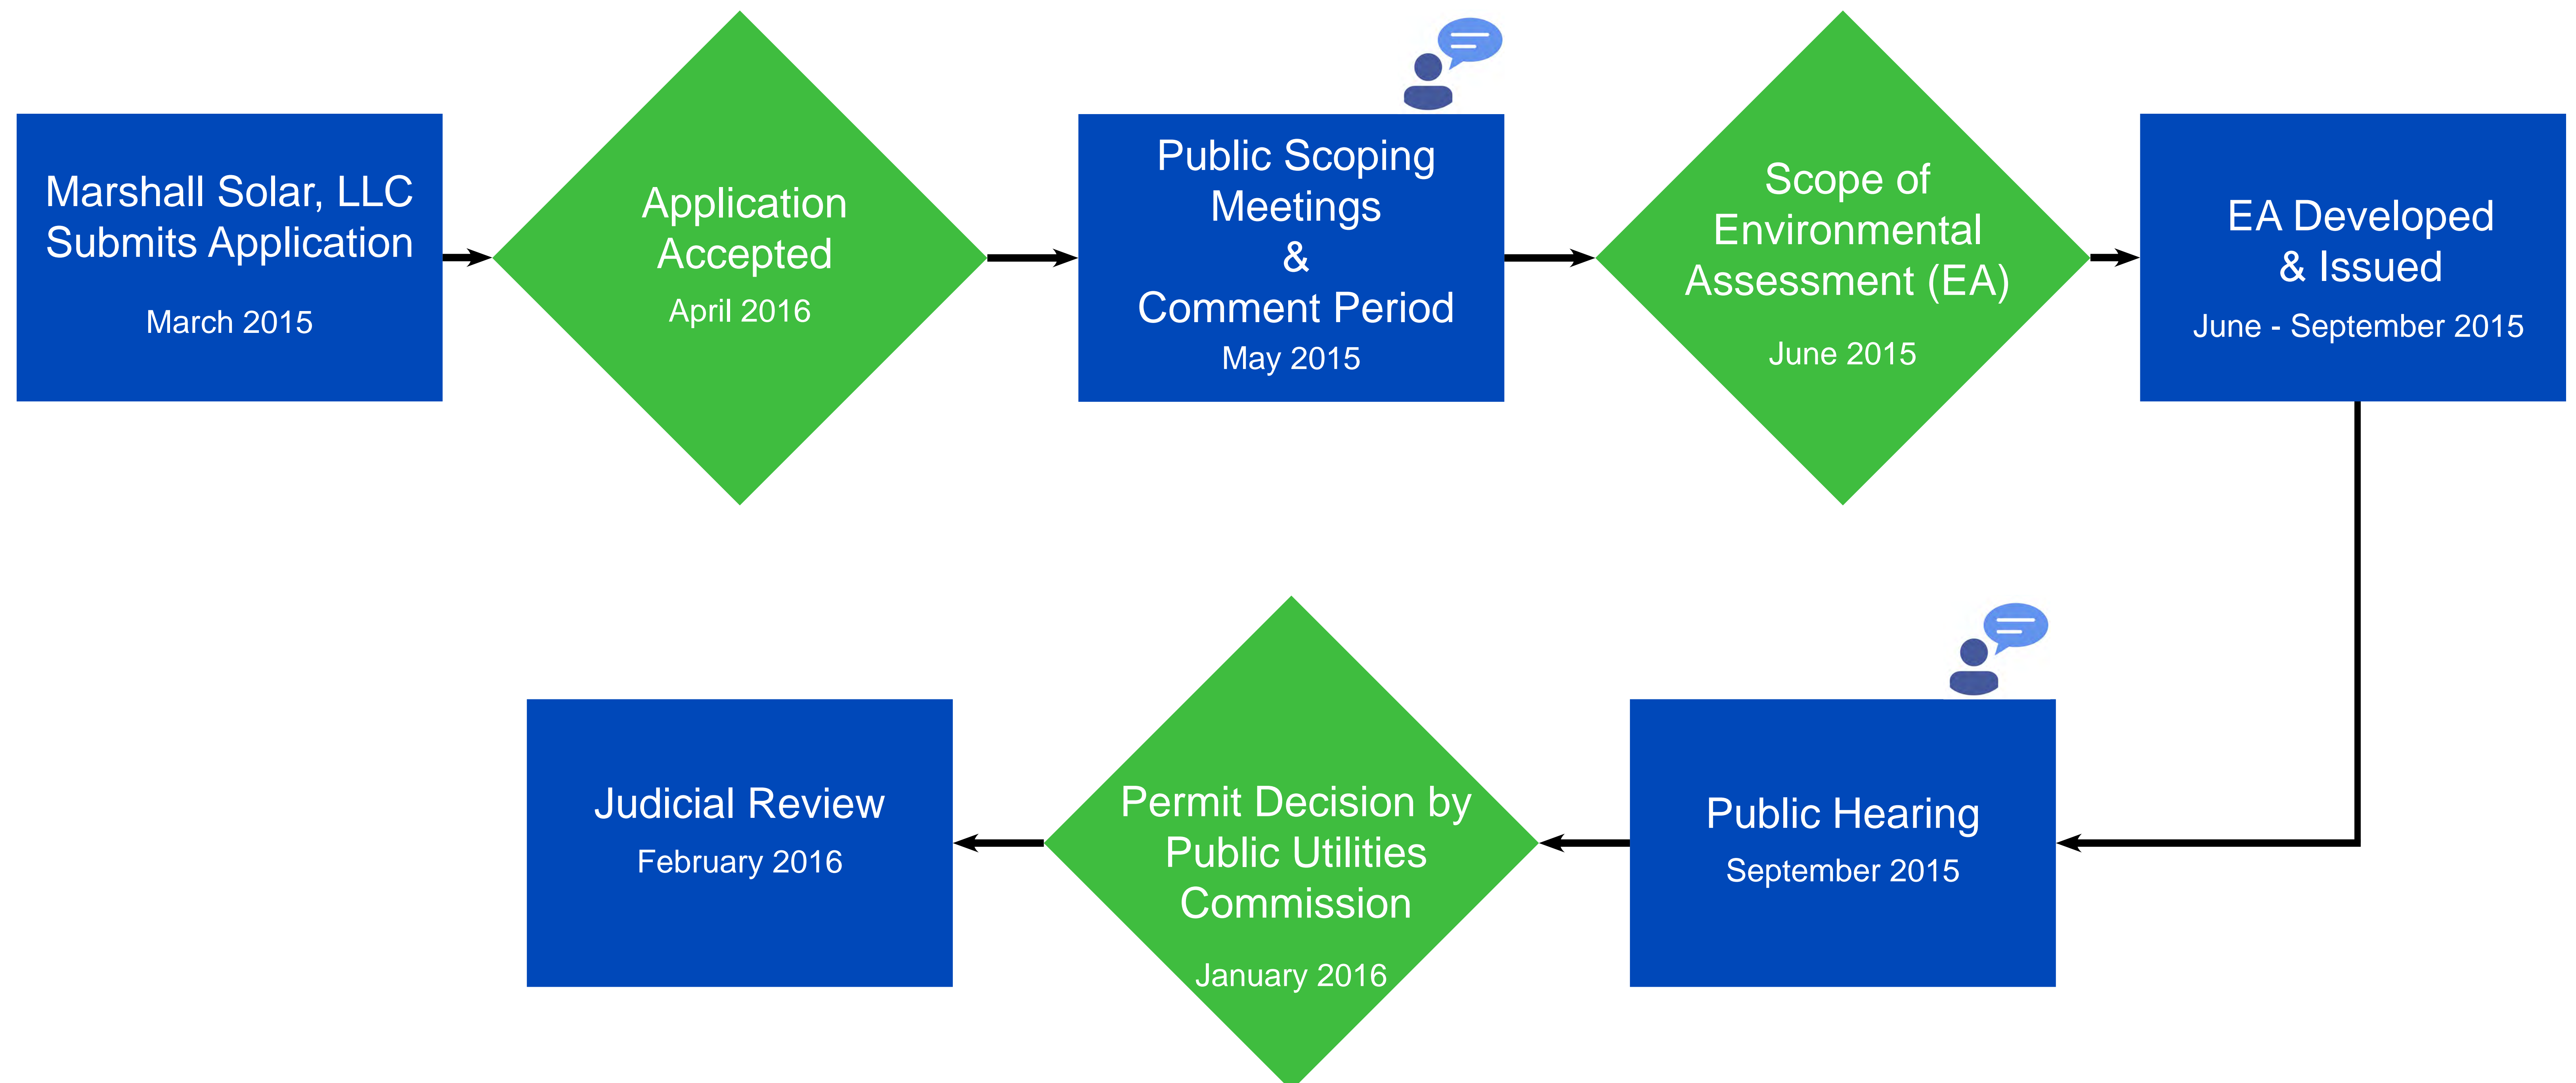 Marshall Solar, LLC
Submits Application
March 2015
Application
Accepted
April 2016
Public Scoping
Meetings
&
Comment Period
May 2015
Scope of
Environmental
Assessment (EA)
June 2015
EA Developed
& Issued
June - September 2015
Public Hearing
September 2015
Permit Decision by
Public Utilities
Commission
January 2016
Judicial Review
February 2016